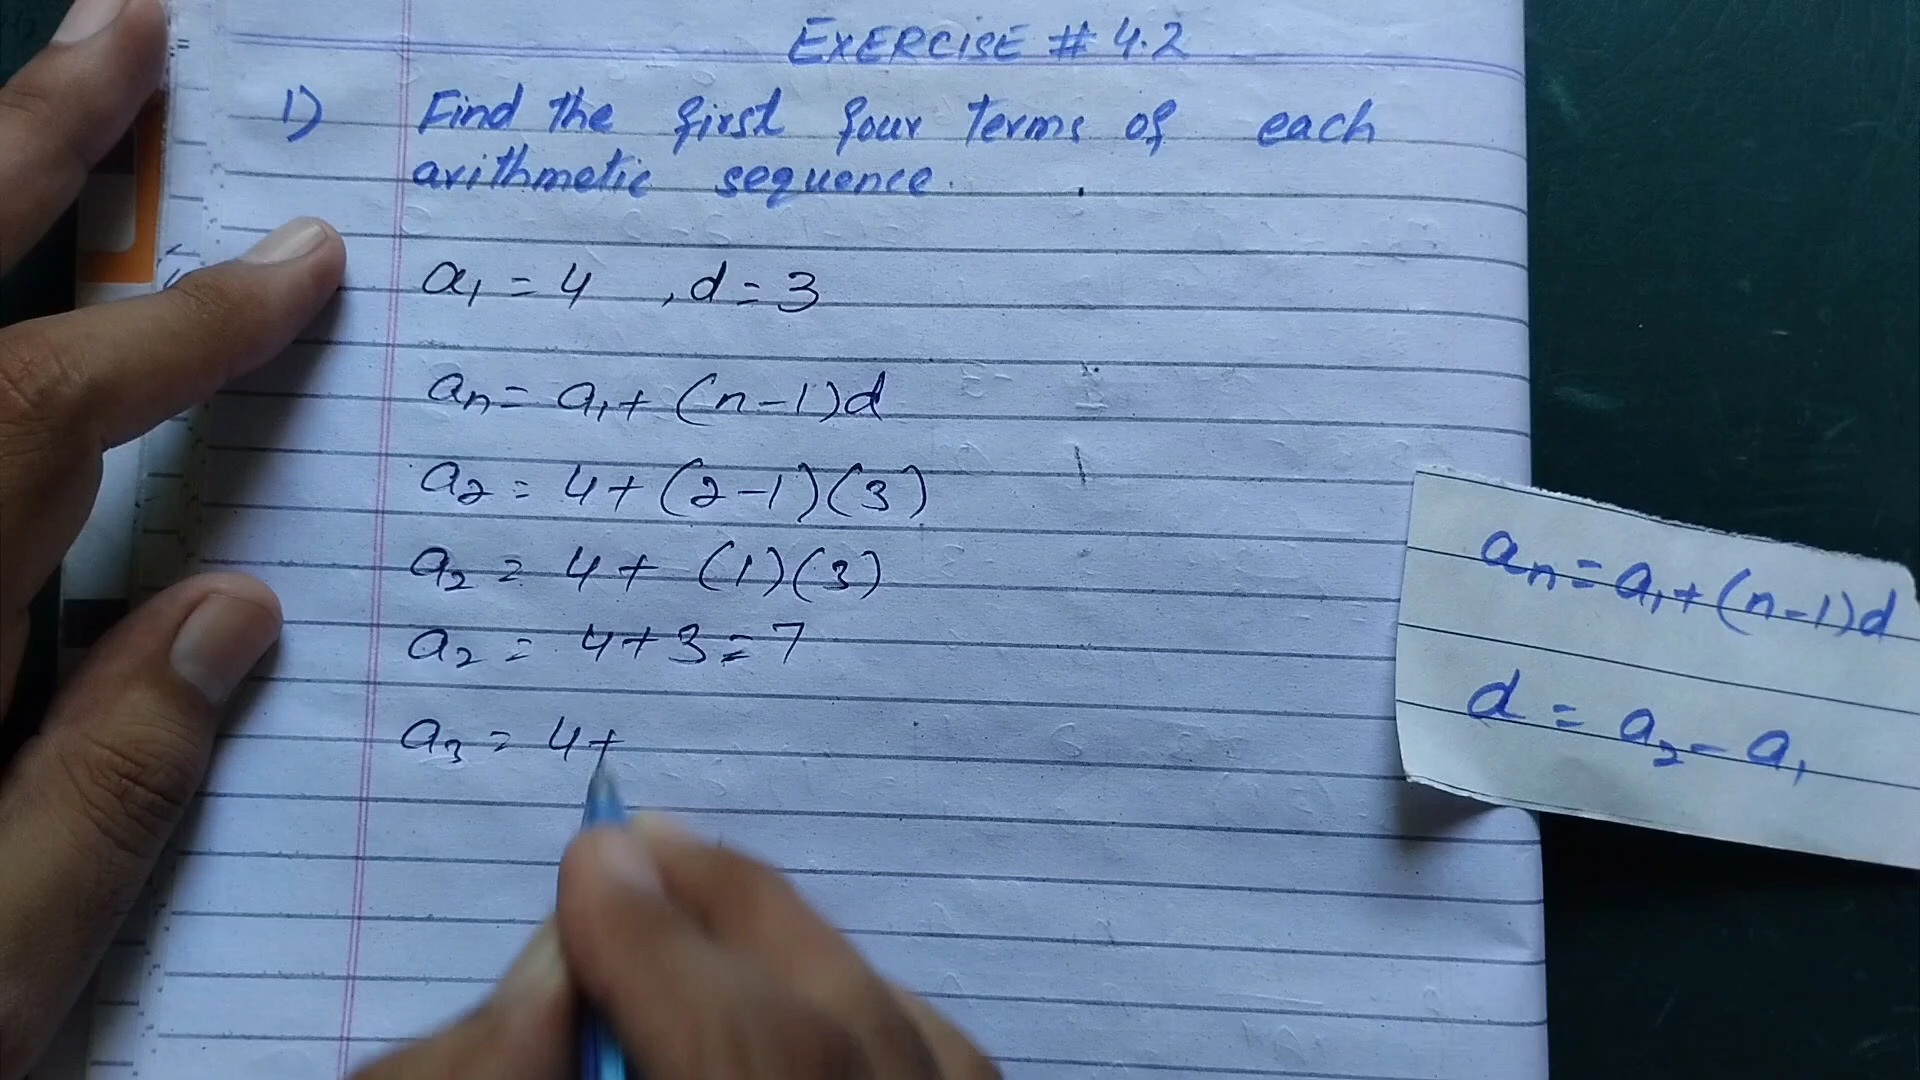 EXERCISE # 4.2
1) Find the first four terms of each
arithmetic sequence.
a₁ = 4 , d = 3
aₙ = a₁ + (n-1)d
a₂ = 4 + (2-1)(3)
a₂ = 4 + (1)(3)
a₂ = 4+3 = 7
a₃ = 4+
aₙ = a₁ + (n-1)d
d = a₂ - a₁